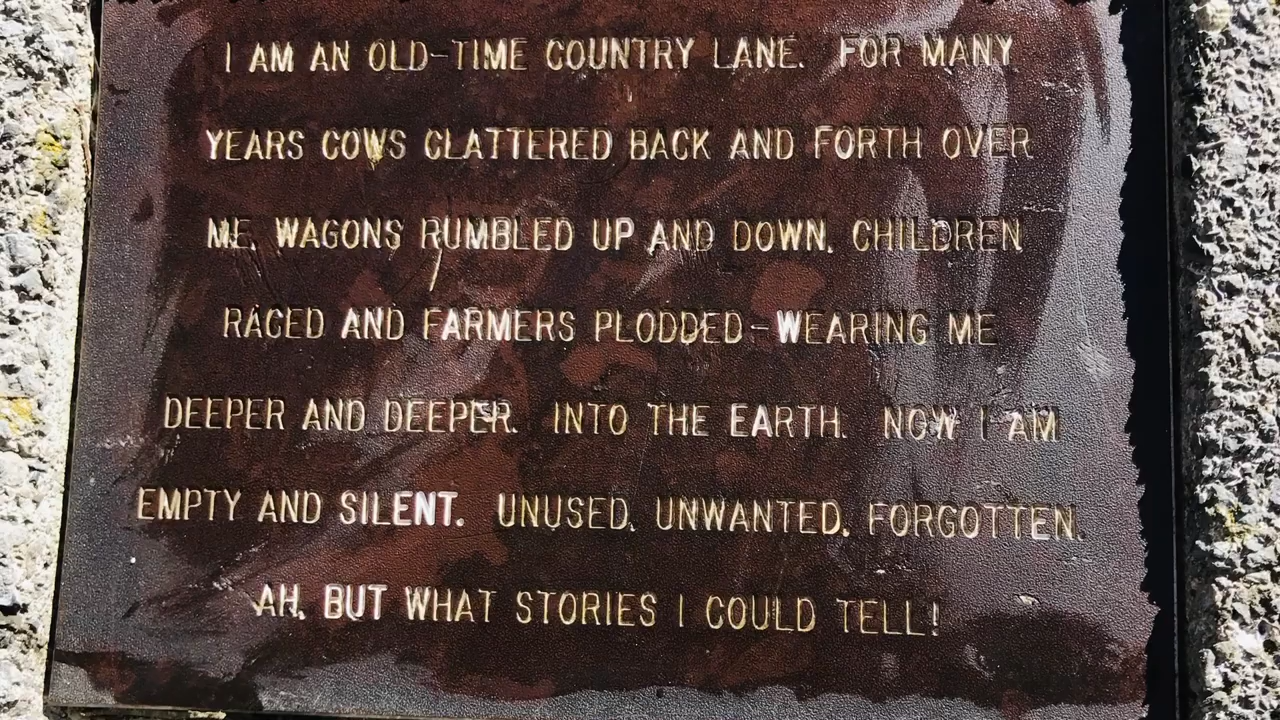 I AM AN OLD-TIME COUNTRY LANE. FOR MANY
YEARS COWS CLATTERED BACK AND FORTH OVER
ME, WAGONS RUMBLED UP AND DOWN, CHILDREN
RACED AND FARMERS PLODDED-WEARING ME
DEEPER AND DEEPER. INTO THE EARTH. NOW I AM
EMPTY AND SILENT. UNUSED, UNWANTED, FORGOTTEN.
AH, BUT WHAT STORIES I COULD TELL!